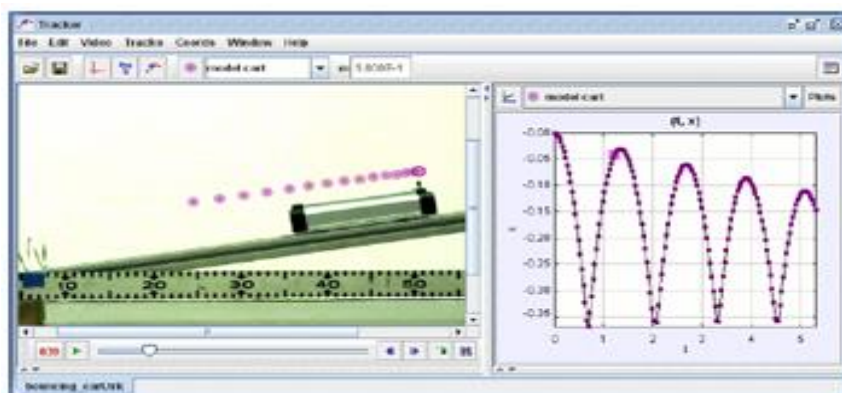 Tracker
File Edit Video Tracks Coords Window Help
model cart
m
model cart
Plots
(t, x)
-0.00
-0.05
-0.10
-0.15
-0.20
-0.25
-0.30
-0.35
x
0 1 2 3 4 5
t
10 20 30 40 50
bouncing_cart.trk